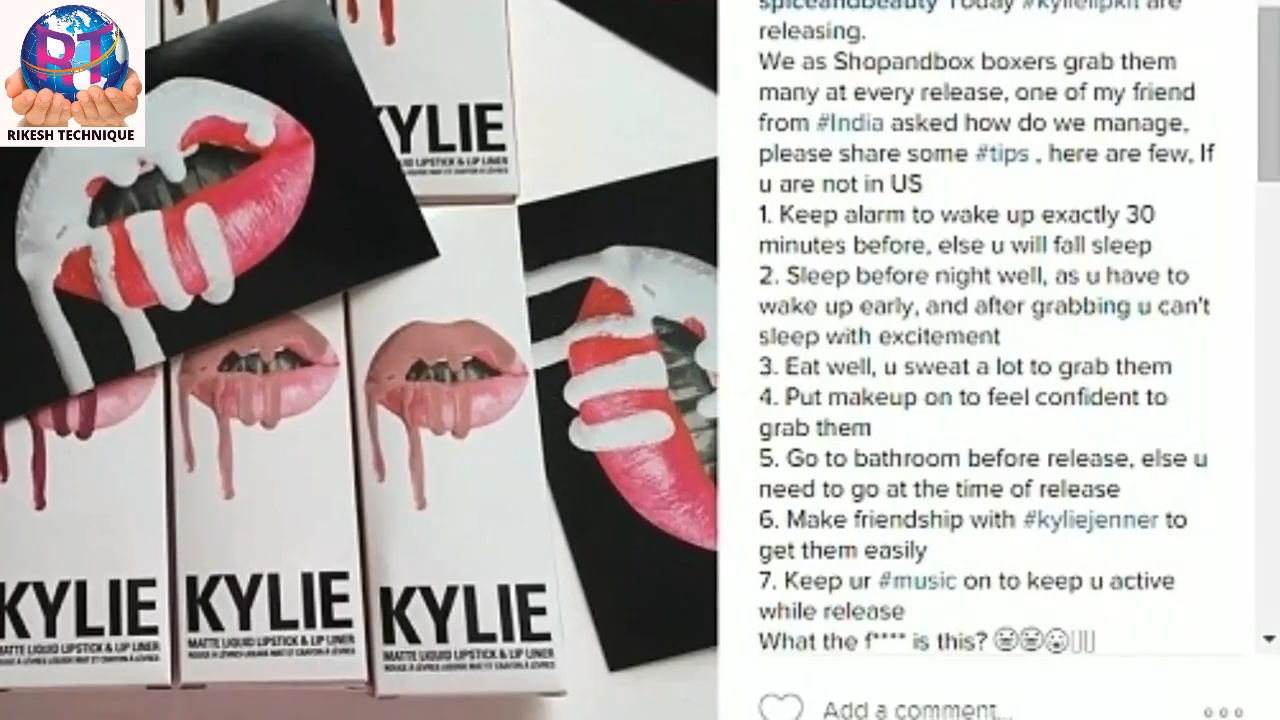 RT
RIKESH TECHNIQUE
KYLIE
KYLIE
MATTE LIQUID LIPSTICK & LIP LINER
KYLIE
MATTE LIQUID LIPSTICK & LIP LINER
KYLIE
MATTE LIQUID LIPSTICK & LIP LINER
spiceandbeauty Today #kylielipkit are
releasing.
We as Shopandbox boxers grab them
many at every release, one of my friend
from #India asked how do we manage,
please share some #tips , here are few, If
u are not in US
1. Keep alarm to wake up exactly 30
minutes before, else u will fall sleep
2. Sleep before night well, as u have to
wake up early, and after grabbing u can't
sleep with excitement
3. Eat well, u sweat a lot to grab them
4. Put makeup on to feel confident to
grab them
5. Go to bathroom before release, else u
need to go at the time of release
6. Make friendship with #kyliejenner to
get them easily
7. Keep ur #music on to keep u active
while release
What the f**** is this? 😫😫😲▯▯
Add a comment...